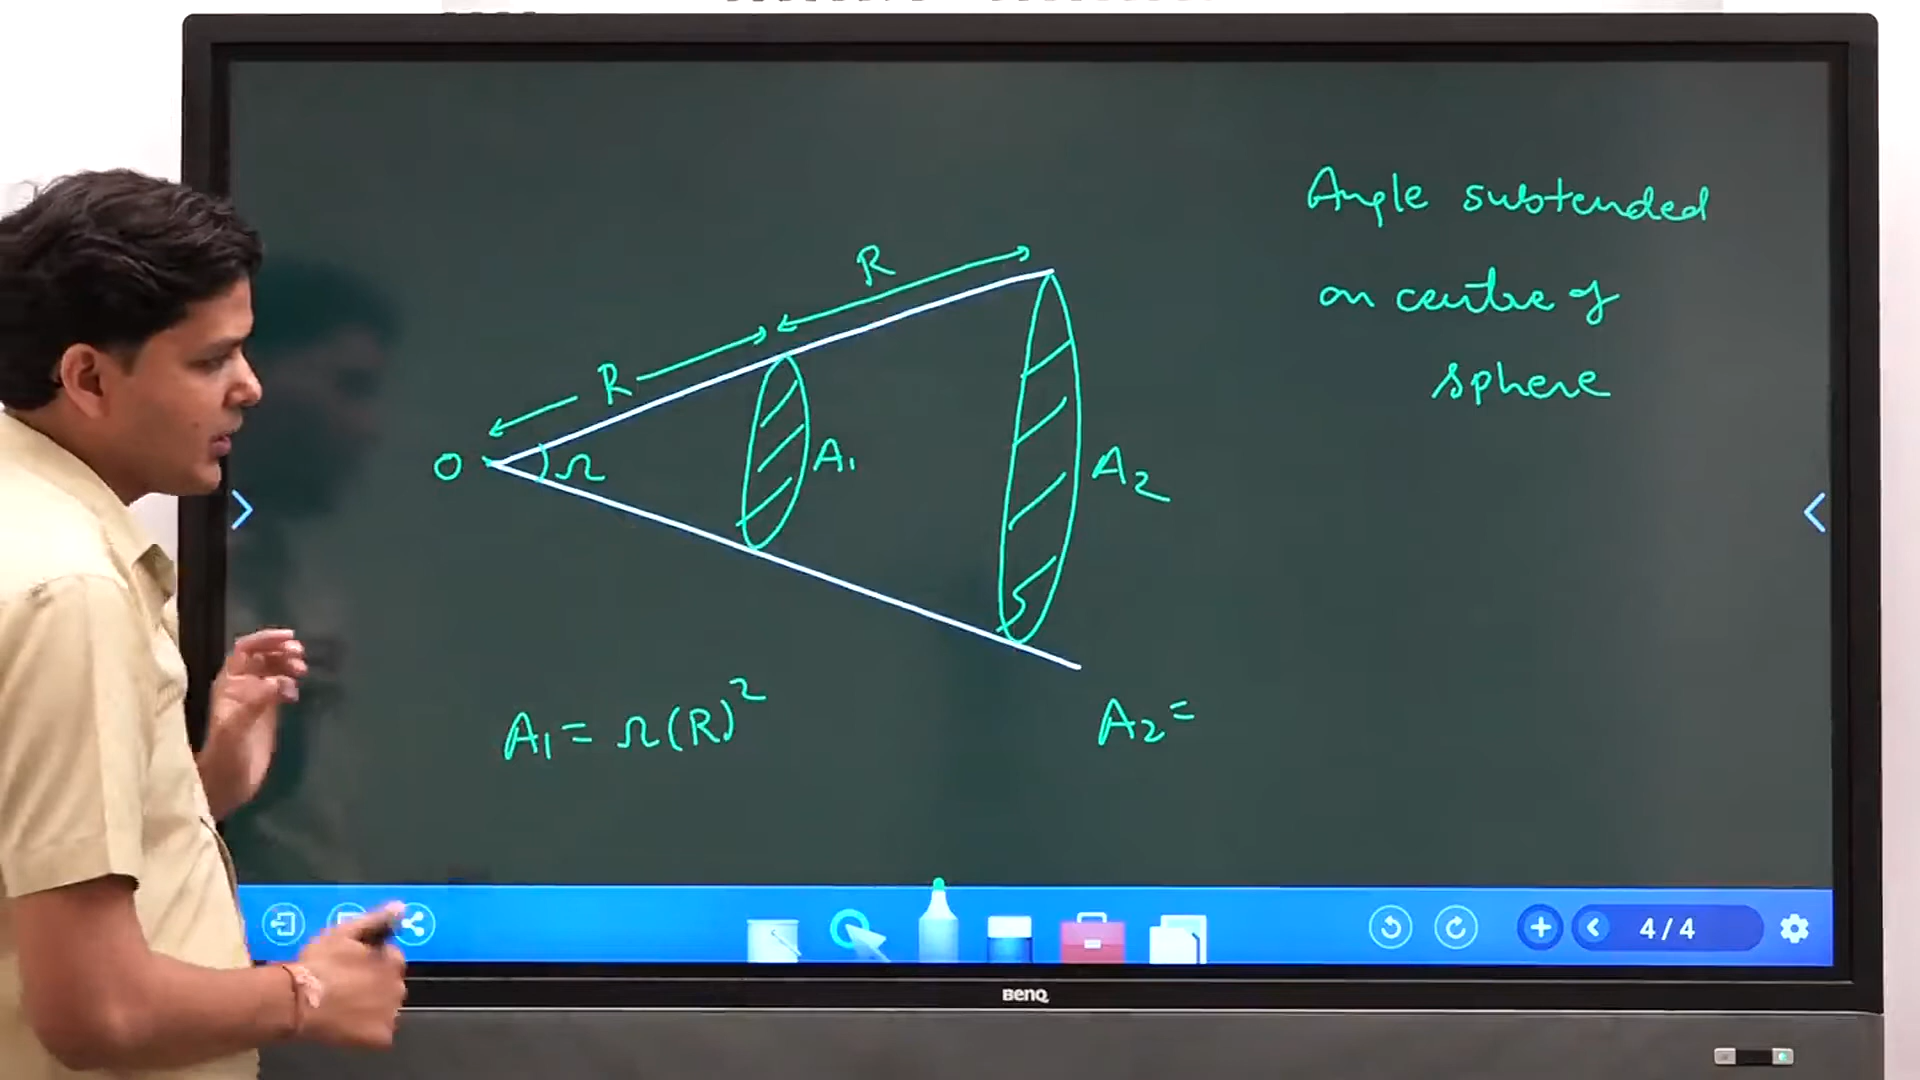 Angle subtended
on centre of
sphere
R
R
O
Ω
A₁
A₂
A₁ = Ω(R)²
A₂ =
4/4
BenQ